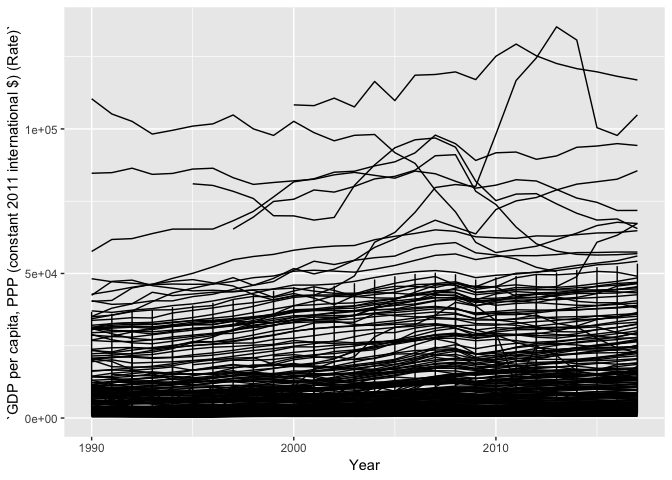 `GDP per capita, PPP (constant 2011 international $) (Rate)`
1e+05
5e+04
0e+00
1990
2000
2010
Year